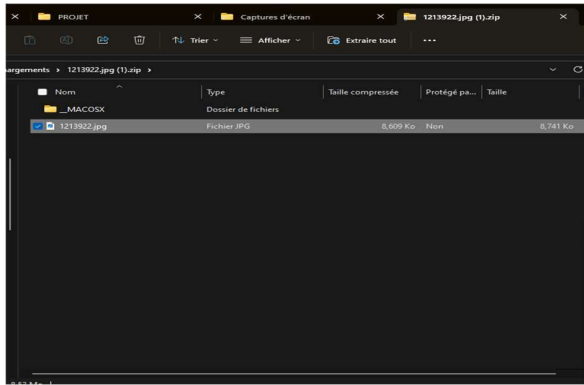 PROJET Captures d'écran 1213922.jpg (1).zip
Trier Afficher Extraire tout
argements > 1213922.jpg (1).zip >
Nom Type Taille compressée Protégé pa... Taille
__MACOSX Dossier de fichiers
1213922.jpg Fichier JPG 8,609 Ko Non 8,741 Ko